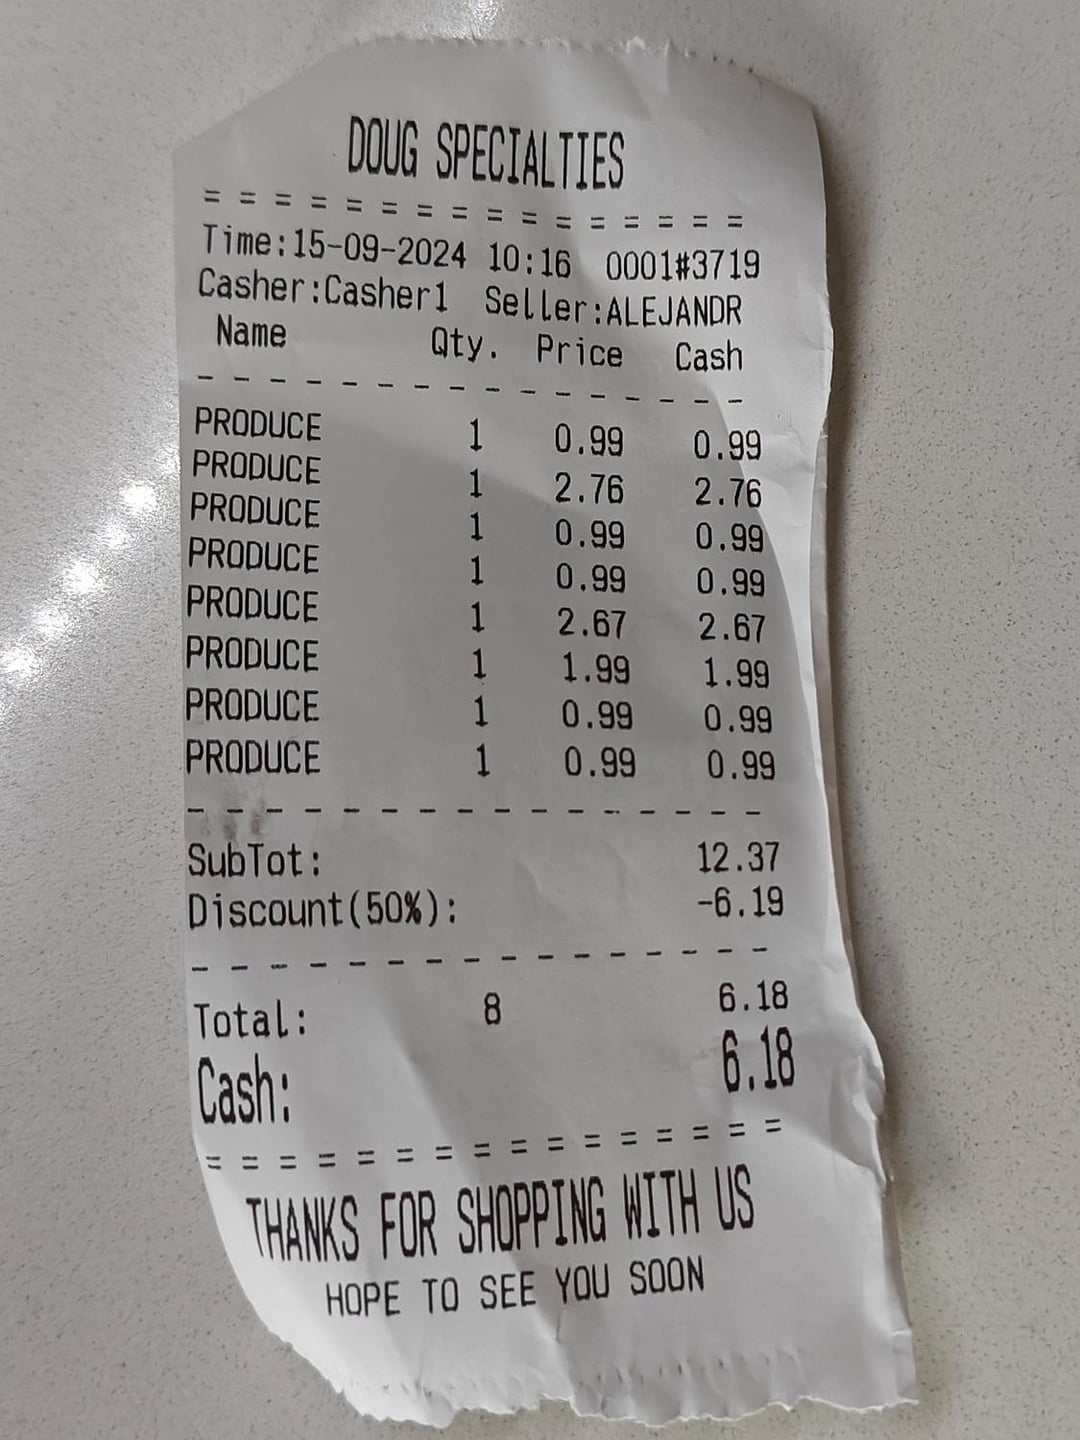 DOUG SPECIALTIES
= = = = = = = = = = = = = = = =
Time:15-09-2024 10:16 0001#3719
Casher:Casher1 Seller:ALEJANDR
Name Qty. Price Cash
- - - - - - - - - - - - - - - -
PRODUCE 1 0.99 0.99
PRODUCE 1 2.76 2.76
PRODUCE 1 0.99 0.99
PRODUCE 1 0.99 0.99
PRODUCE 1 2.67 2.67
PRODUCE 1 1.99 1.99
PRODUCE 1 0.99 0.99
PRODUCE 1 0.99 0.99
- - - - - - - - - - - - - - - -
SubTot: 12.37
Discount(50%): -6.19
- - - - - - - - - - - - - - - -
Total: 8 6.18
Cash: 6.18
= = = = = = = = = = = = = = = =
THANKS FOR SHOPPING WITH US
HOPE TO SEE YOU SOON